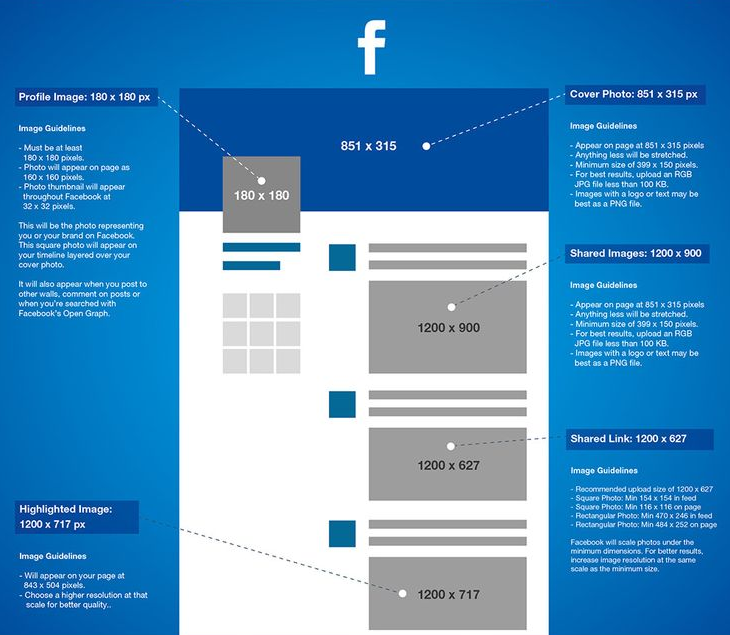 f
Profile Image: 180 x 180 px
Image Guidelines
- Must be at least
180 x 180 pixels.
- Photo will appear on page as
160 x 160 pixels.
- Photo thumbnail will appear
throughout Facebook at
32 x 32 pixels.
This will be the photo representing
you or your brand on Facebook.
This square photo will appear on
your timeline layered over your
cover photo.
It will also appear when you post to
other walls, comment on posts or
when you're searched with
Facebook's Open Graph.
Highlighted Image:
1200 x 717 px
Image Guidelines
- Will appear on your page at
843 x 504 pixels.
- Choose a higher resolution at that
scale for better quality..
851 x 315
180 x 180
1200 x 900
1200 x 627
1200 x 717
Cover Photo: 851 x 315 px
Image Guidelines
- Appear on page at 851 x 315 pixels
- Anything less will be stretched.
- Minimum size of 399 x 150 pixels.
- For best results, upload an RGB
JPG file less than 100 KB.
- Images with a logo or text may be
best as a PNG file.
Shared Images: 1200 x 900
Image Guidelines
- Appear on page at 851 x 315 pixels
- Anything less will be stretched.
- Minimum size of 399 x 150 pixels.
- For best results, upload an RGB
JPG file less than 100 KB.
- Images with a logo or text may be
best as a PNG file.
Shared Link: 1200 x 627
Image Guidelines
- Recommended upload size of 1200 x 627
- Square Photo: Min 154 x 154 in feed
- Square Photo: Min 116 x 116 on page
- Rectangular Photo: Min 470 x 246 in feed
- Rectangular Photo: Min 484 x 252 on page
Facebook will scale photos under the
minimum dimensions. For better results,
increase image resolution at the same
scale as the minimum size.